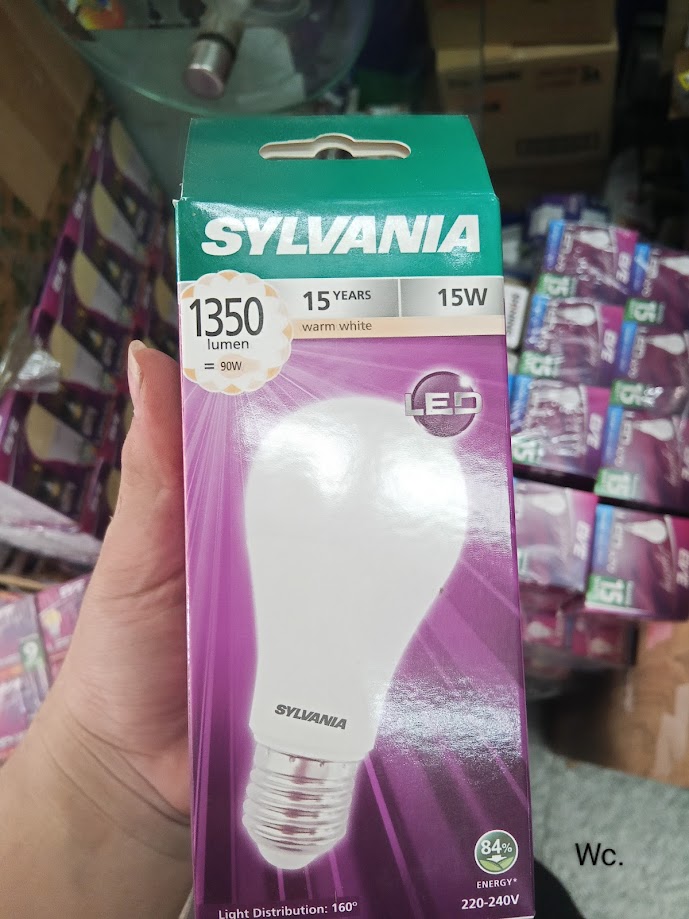 SYLVANIA
1350
lumen
= 90W
15 YEARS
15W
warm white
LED
SYLVANIA
84%
ENERGY*
220-240V
Light Distribution: 160°
Wc.